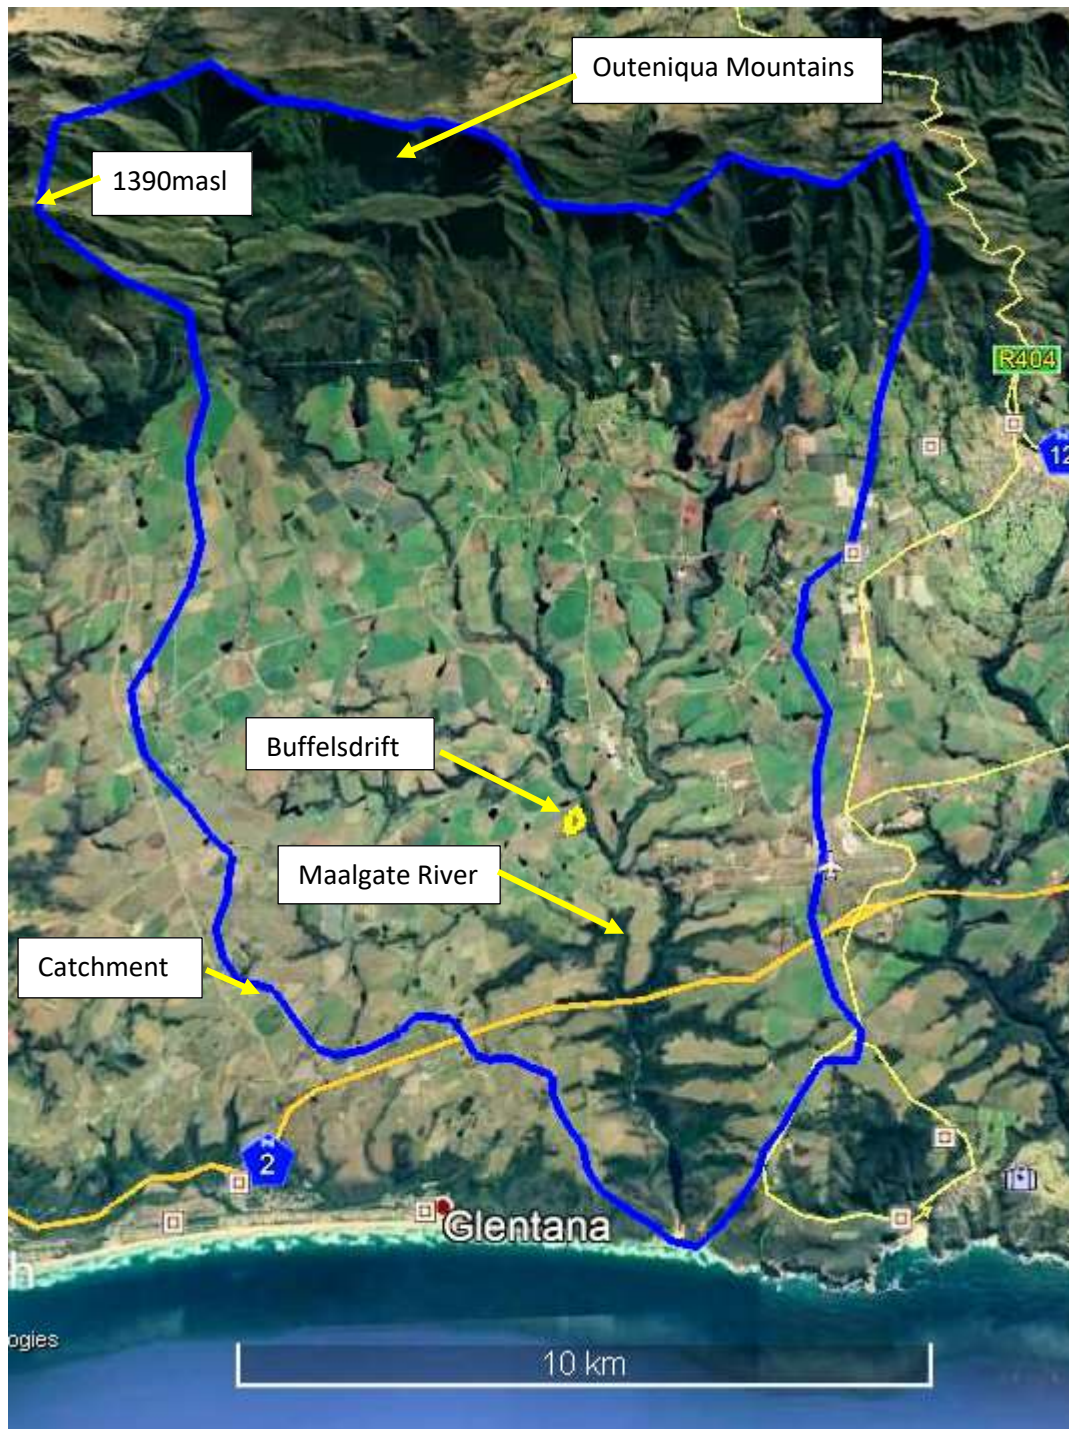 Outeniqua Mountains
1390masl
R404
12
Buffelsdrift
Maalgate River
Catchment
2
Glentana
h
ogies
10 km